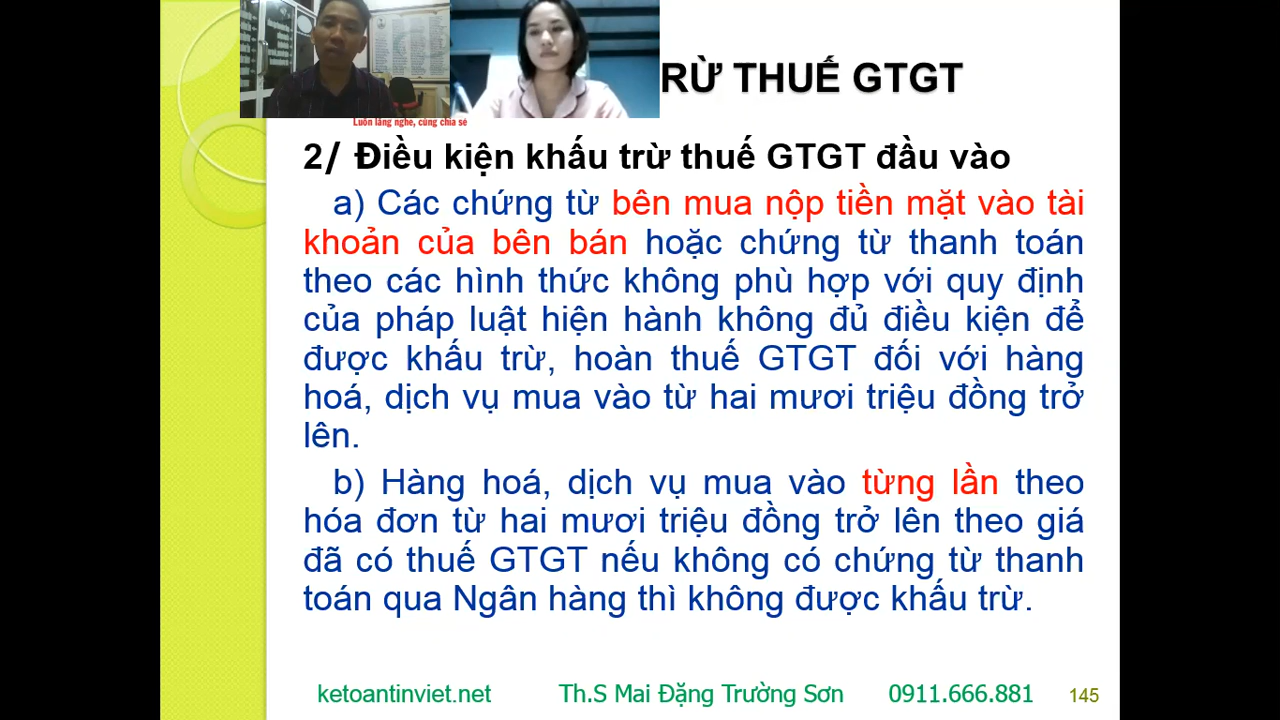 RỪ THUẾ GTGT
Luôn lắng nghe, cùng chia sẻ
2/ Điều kiện khấu trừ thuế GTGT đầu vào
a) Các chứng từ bên mua nộp tiền mặt vào tài
khoản của bên bán hoặc chứng từ thanh toán
theo các hình thức không phù hợp với quy định
của pháp luật hiện hành không đủ điều kiện để
được khấu trừ, hoàn thuế GTGT đối với hàng
hoá, dịch vụ mua vào từ hai mươi triệu đồng trở
lên.
b) Hàng hoá, dịch vụ mua vào từng lần theo
hóa đơn từ hai mươi triệu đồng trở lên theo giá
đã có thuế GTGT nếu không có chứng từ thanh
toán qua Ngân hàng thì không được khấu trừ.
ketoantinviet.net Th.S Mai Đặng Trường Sơn 0911.666.881 145